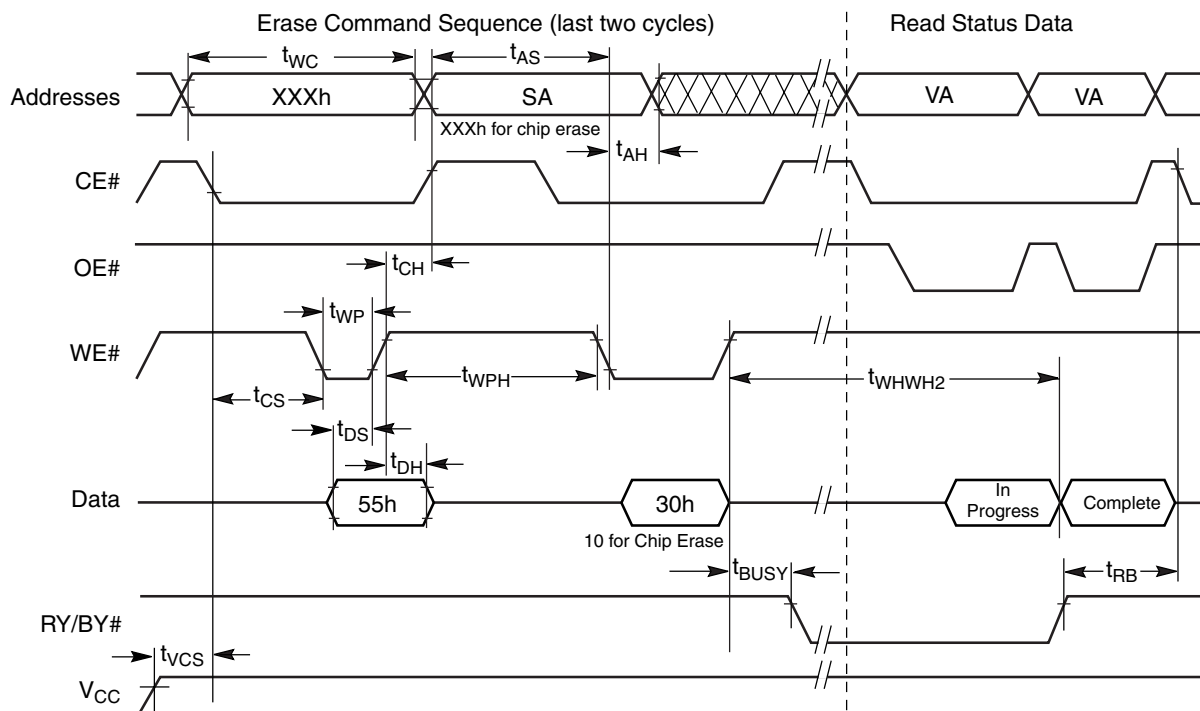 Erase Command Sequence (last two cycles)
Read Status Data
tWC
tAS
Addresses
XXXh
SA
VA
VA
XXXh for chip erase
tAH
CE#
OE#
tCH
tWP
WE#
tWPH
tWHWH2
tCS
tDS
tDH
Data
55h
30h
In
Progress
Complete
10 for Chip Erase
tBUSY
tRB
RY/BY#
tVCS
VCC